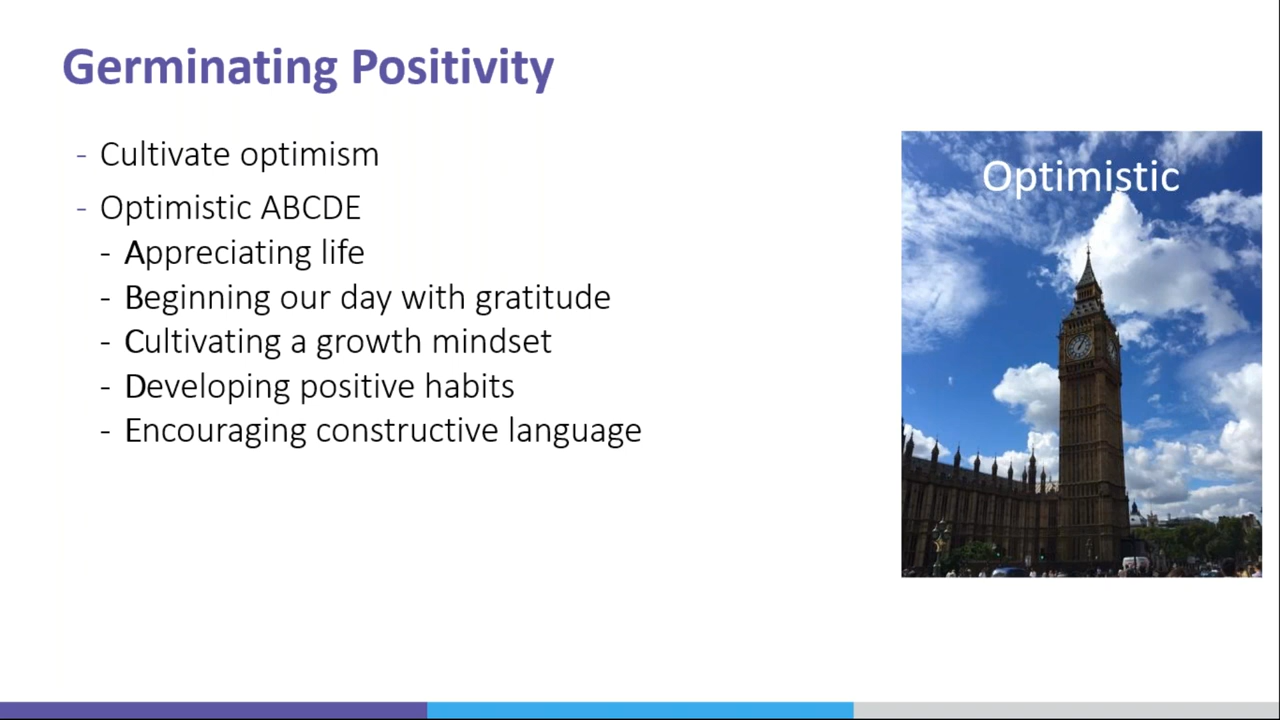 Germinating Positivity
- Cultivate optimism
- Optimistic ABCDE
- Appreciating life
- Beginning our day with gratitude
- Cultivating a growth mindset
- Developing positive habits
- Encouraging constructive language
Optimistic